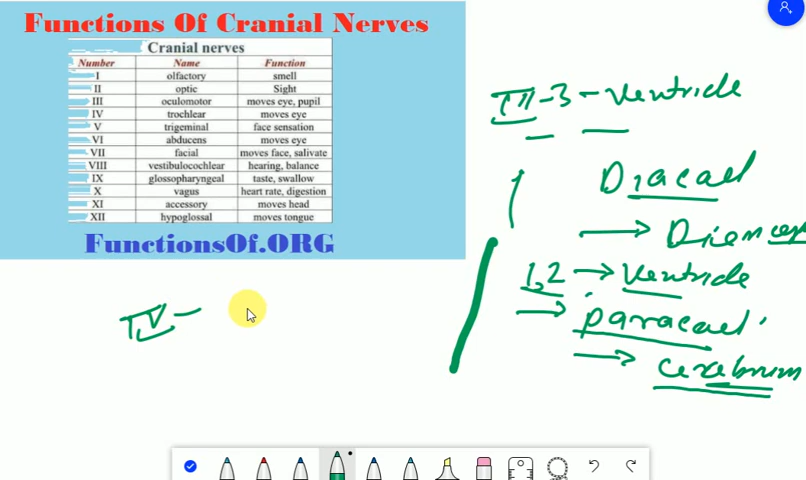 Functions Of Cranial Nerves
Cranial nerves
Number Name Function
I olfactory smell
II optic Sight
III oculomotor moves eye, pupil
IV trochlear moves eye
V trigeminal face sensation
VI abducens moves eye
VII facial moves face, salivate
VIII vestibulocochlear hearing, balance
IX glossopharyngeal taste, swallow
X vagus heart rate, digestion
XI accessory moves head
XII hypoglossal moves tongue
FunctionsOf.ORG
III-3-ventricle
Diacael
→ Diencep
1,2 → ventricle
→ paracael
→ cerebrum
IV-